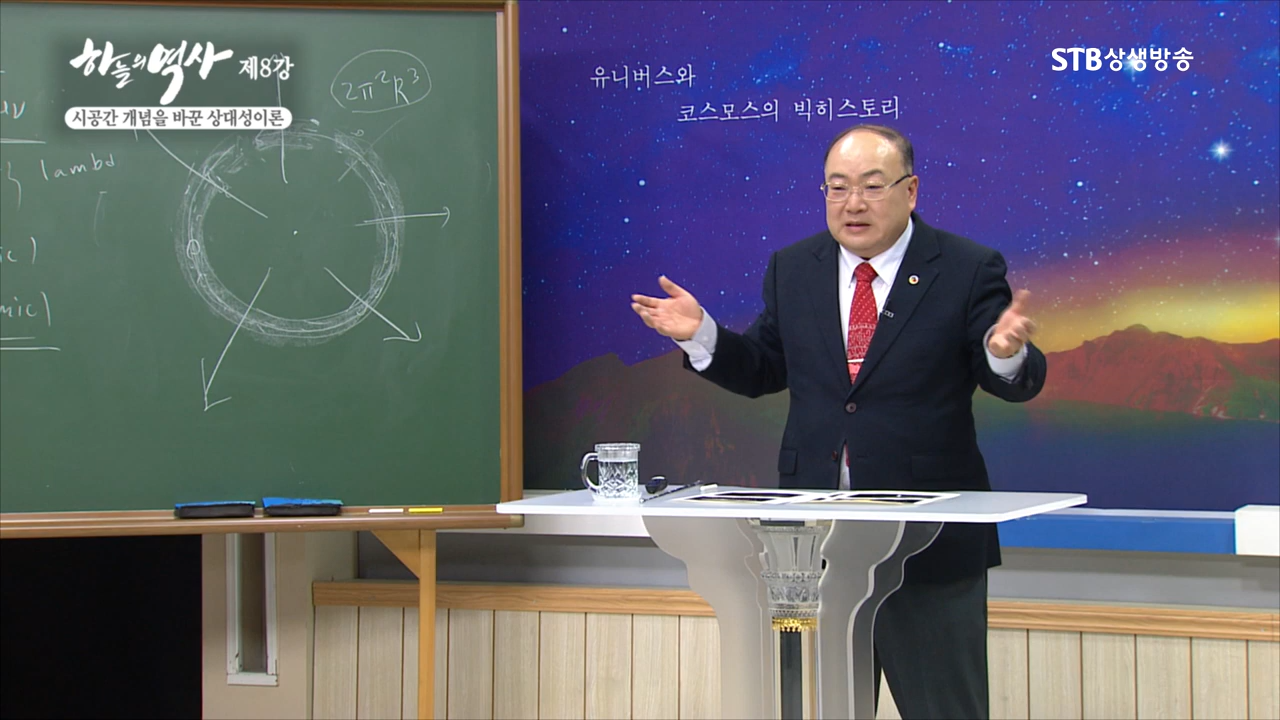 하늘의 역사 제8강
시공간 개념을 바꾼 상대성이론
STB상생방송
유니버스와
코스모스의 빅히스토리
2π²R³
lambd
mic)